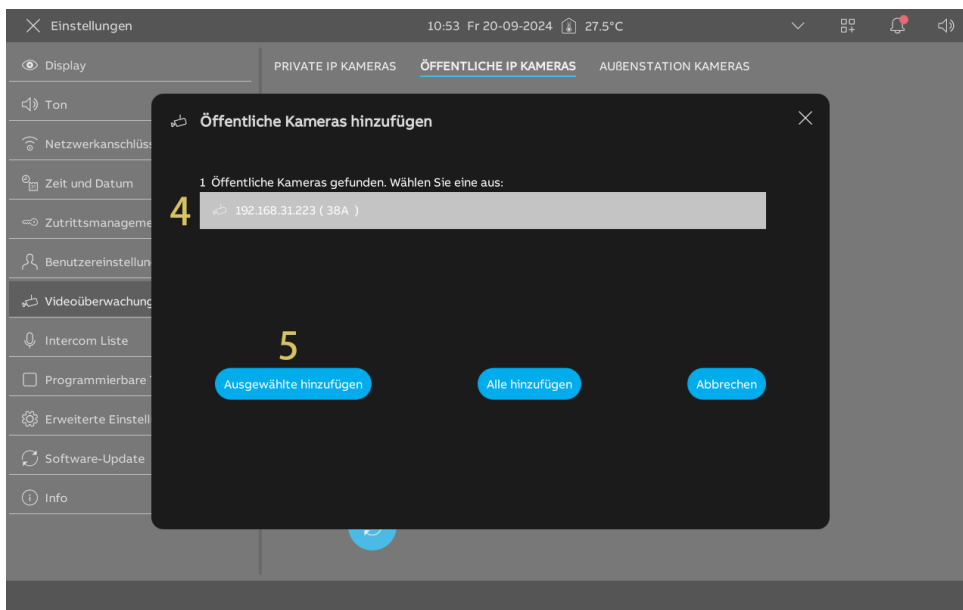 Einstellungen
10:53 Fr 20-09-2024 27.5°C
Display
PRIVATE IP KAMERAS ÖFFENTLICHE IP KAMERAS AUßENSTATION KAMERAS
Ton
Öffentliche Kameras hinzufügen
Netzwerkanschlüss
Zeit und Datum
1 Öffentliche Kameras gefunden. Wählen Sie eine aus:
4
192.168.31.223 ( 38A )
Zutrittsmanageme
Benutzereinstellun
Videoüberwachung
Intercom Liste
5
Programmierbare
Ausgewählte hinzufügen Alle hinzufügen Abbrechen
Erweiterte Einstell
Software-Update
Info